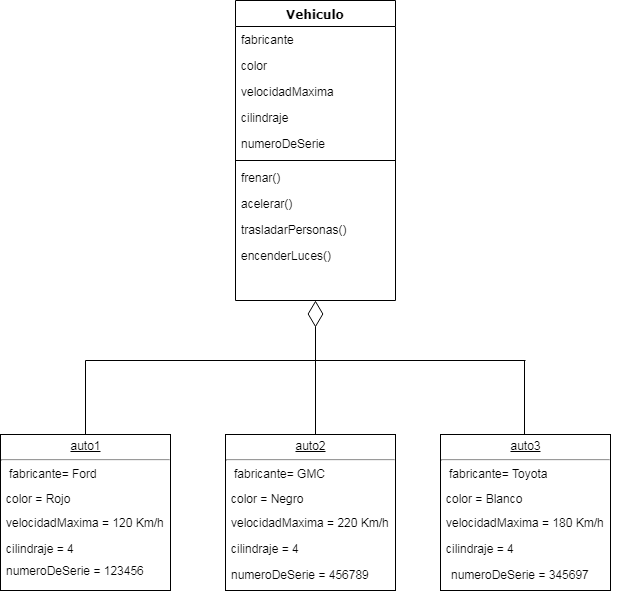 Vehiculo
fabricante
color
velocidadMaxima
cilindraje
numeroDeSerie
frenar()
acelerar()
trasladarPersonas()
encenderLuces()
auto1
fabricante= Ford
color = Rojo
velocidadMaxima = 120 Km/h
cilindraje = 4
numeroDeSerie = 123456
auto2
fabricante= GMC
color = Negro
velocidadMaxima = 220 Km/h
cilindraje = 4
numeroDeSerie = 456789
auto3
fabricante= Toyota
color = Blanco
velocidadMaxima = 180 Km/h
cilindraje = 4
numeroDeSerie = 345697